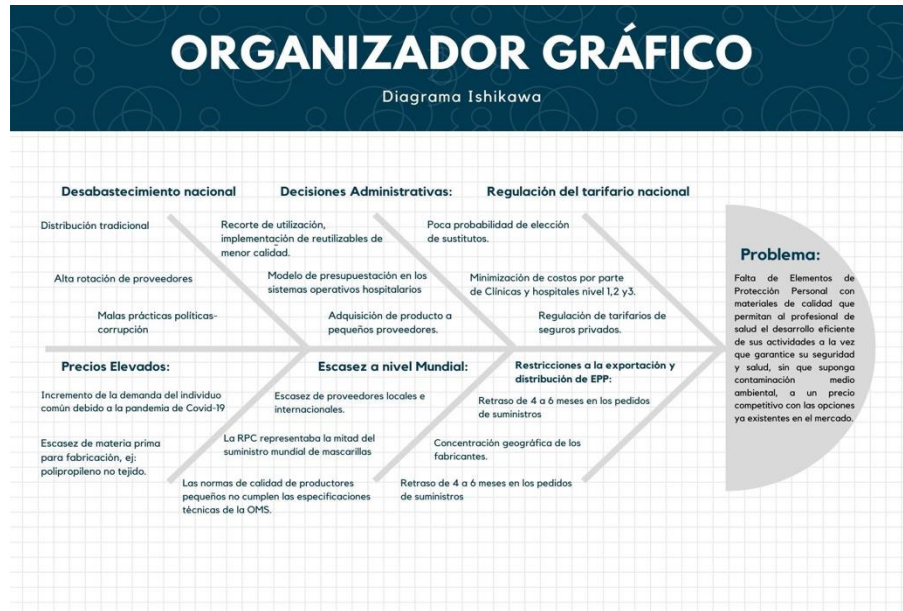 ORGANIZADOR GRÁFICO
Diagrama Ishikawa
Desabastecimiento nacional
Distribución tradicional
Alta rotación de proveedores
Malas prácticas políticas-
corrupción
Decisiones Administrativas:
Recorte de utilización,
implementación de reutilizables de
menor calidad.
Modelo de presupuestación en los
sistemas operativos hospitalarios
Adquisición de producto a
pequeños proveedores.
Regulación del tarifario nacional
Poca probabilidad de elección
de sustitutos.
Minimización de costos por parte
de Clínicas y hospitales nivel 1,2 y3.
Regulación de tarifarios de
seguros privados.
Precios Elevados:
Incremento de la demanda del individuo
común debido a la pandemia de Covid-19
Escasez de materia prima
para fabricación, ej:
polipropileno no tejido.
Escasez a nivel Mundial:
Escasez de proveedores locales e
internacionales.
La RPC representaba la mitad del
suministro mundial de mascarillas
Las normas de calidad de productores
pequeños no cumplen las especificaciones
técnicas de la OMS.
Restricciones a la exportación y
distribución de EPP:
Retraso de 4 a 6 meses en los pedidos
de suministros
Concentración geográfica de los
fabricantes.
Retraso de 4 a 6 meses en los pedidos
de suministros
Problema:
Falta de Elementos de
Protección Personal con
materiales de calidad que
permitan al profesional de
salud el desarrollo eficiente
de sus actividades a la vez
que garantice su seguridad
y salud, sin que suponga
contaminación medio
ambiental, a un precio
competitivo con las opciones
ya existentes en el mercado.